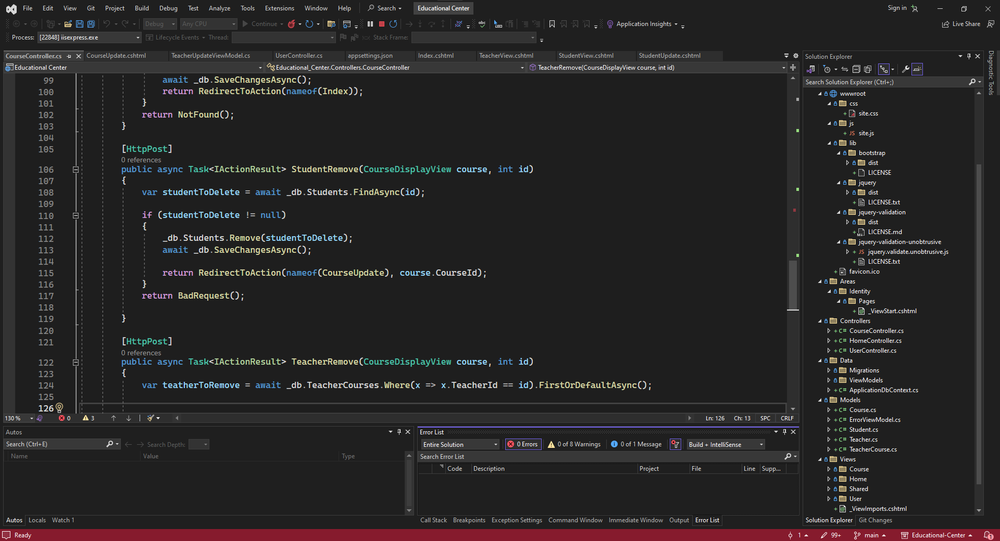 File Edit View Git Project Build Debug Test Analyze Tools Extensions Window Help Search Educational Center Sign in
Debug Any CPU Continue Application Insights Live Share
Process: [22848] iisexpress.exe Lifecycle Events Thread: Stack Frame:
CourseController.cs CourseUpdate.cshtml TeacherUpdateViewModel.cs UserController.cs appsettings.json Index.cshtml TeacherView.cshtml StudentView.cshtml StudentUpdate.cshtml
Educational Center Educational_Center.Controllers.CourseController TeacherRemove(CourseDisplayView course, int id)
99 await _db.SaveChangesAsync();
100 return RedirectToAction(nameof(Index));
101 }
102 return NotFound();
103 }
104
105 [HttpPost]
0 references
106 public async Task<IActionResult> StudentRemove(CourseDisplayView course, int id)
107 {
108 var studentToDelete = await _db.Students.FindAsync(id);
109
110 if (studentToDelete != null)
111 {
112 _db.Students.Remove(studentToDelete);
113 await _db.SaveChangesAsync();
114
115 return RedirectToAction(nameof(CourseUpdate), course.CourseId);
116 }
117 return BadRequest();
118
119 }
120
121 [HttpPost]
0 references
122 public async Task<IActionResult> TeacherRemove(CourseDisplayView course, int id)
123 {
124 var teatherToRemove = await _db.TeacherCourses.Where(x => x.TeacherId == id).FirstOrDefaultAsync();
125
126
130 % 0 3 Ln: 126 Ch: 13 SPC CRLF
Autos
Search (Ctrl+E) Search Depth:
Name Value Type
Autos Locals Watch 1
Error List
Entire Solution 0 Errors 0 of 8 Warnings 0 of 1 Message Build + IntelliSense
Search Error List
Code Description Project File Line Supp...
Call Stack Breakpoints Exception Settings Command Window Immediate Window Output Error List
Solution Explorer
Search Solution Explorer (Ctrl+;)
wwwroot
css
site.css
js
JS site.js
lib
bootstrap
dist
LICENSE
jquery
dist
LICENSE.txt
jquery-validation
dist
LICENSE.md
jquery-validation-unobtrusive
JS jquery.validate.unobtrusive.js
LICENSE.txt
favicon.ico
Areas
Identity
Pages
_ViewStart.cshtml
Controllers
C# CourseController.cs
C# HomeController.cs
C# UserController.cs
Data
Migrations
ViewModels
C# ApplicationDbContext.cs
Models
C# Course.cs
C# ErrorViewModel.cs
C# Student.cs
C# Teacher.cs
C# TeacherCourse.cs
Views
Course
Home
Shared
User
_ViewImports.cshtml
Solution Explorer Git Changes
Diagnostic Tools
Ready 1 99+ main Educational-Center 1